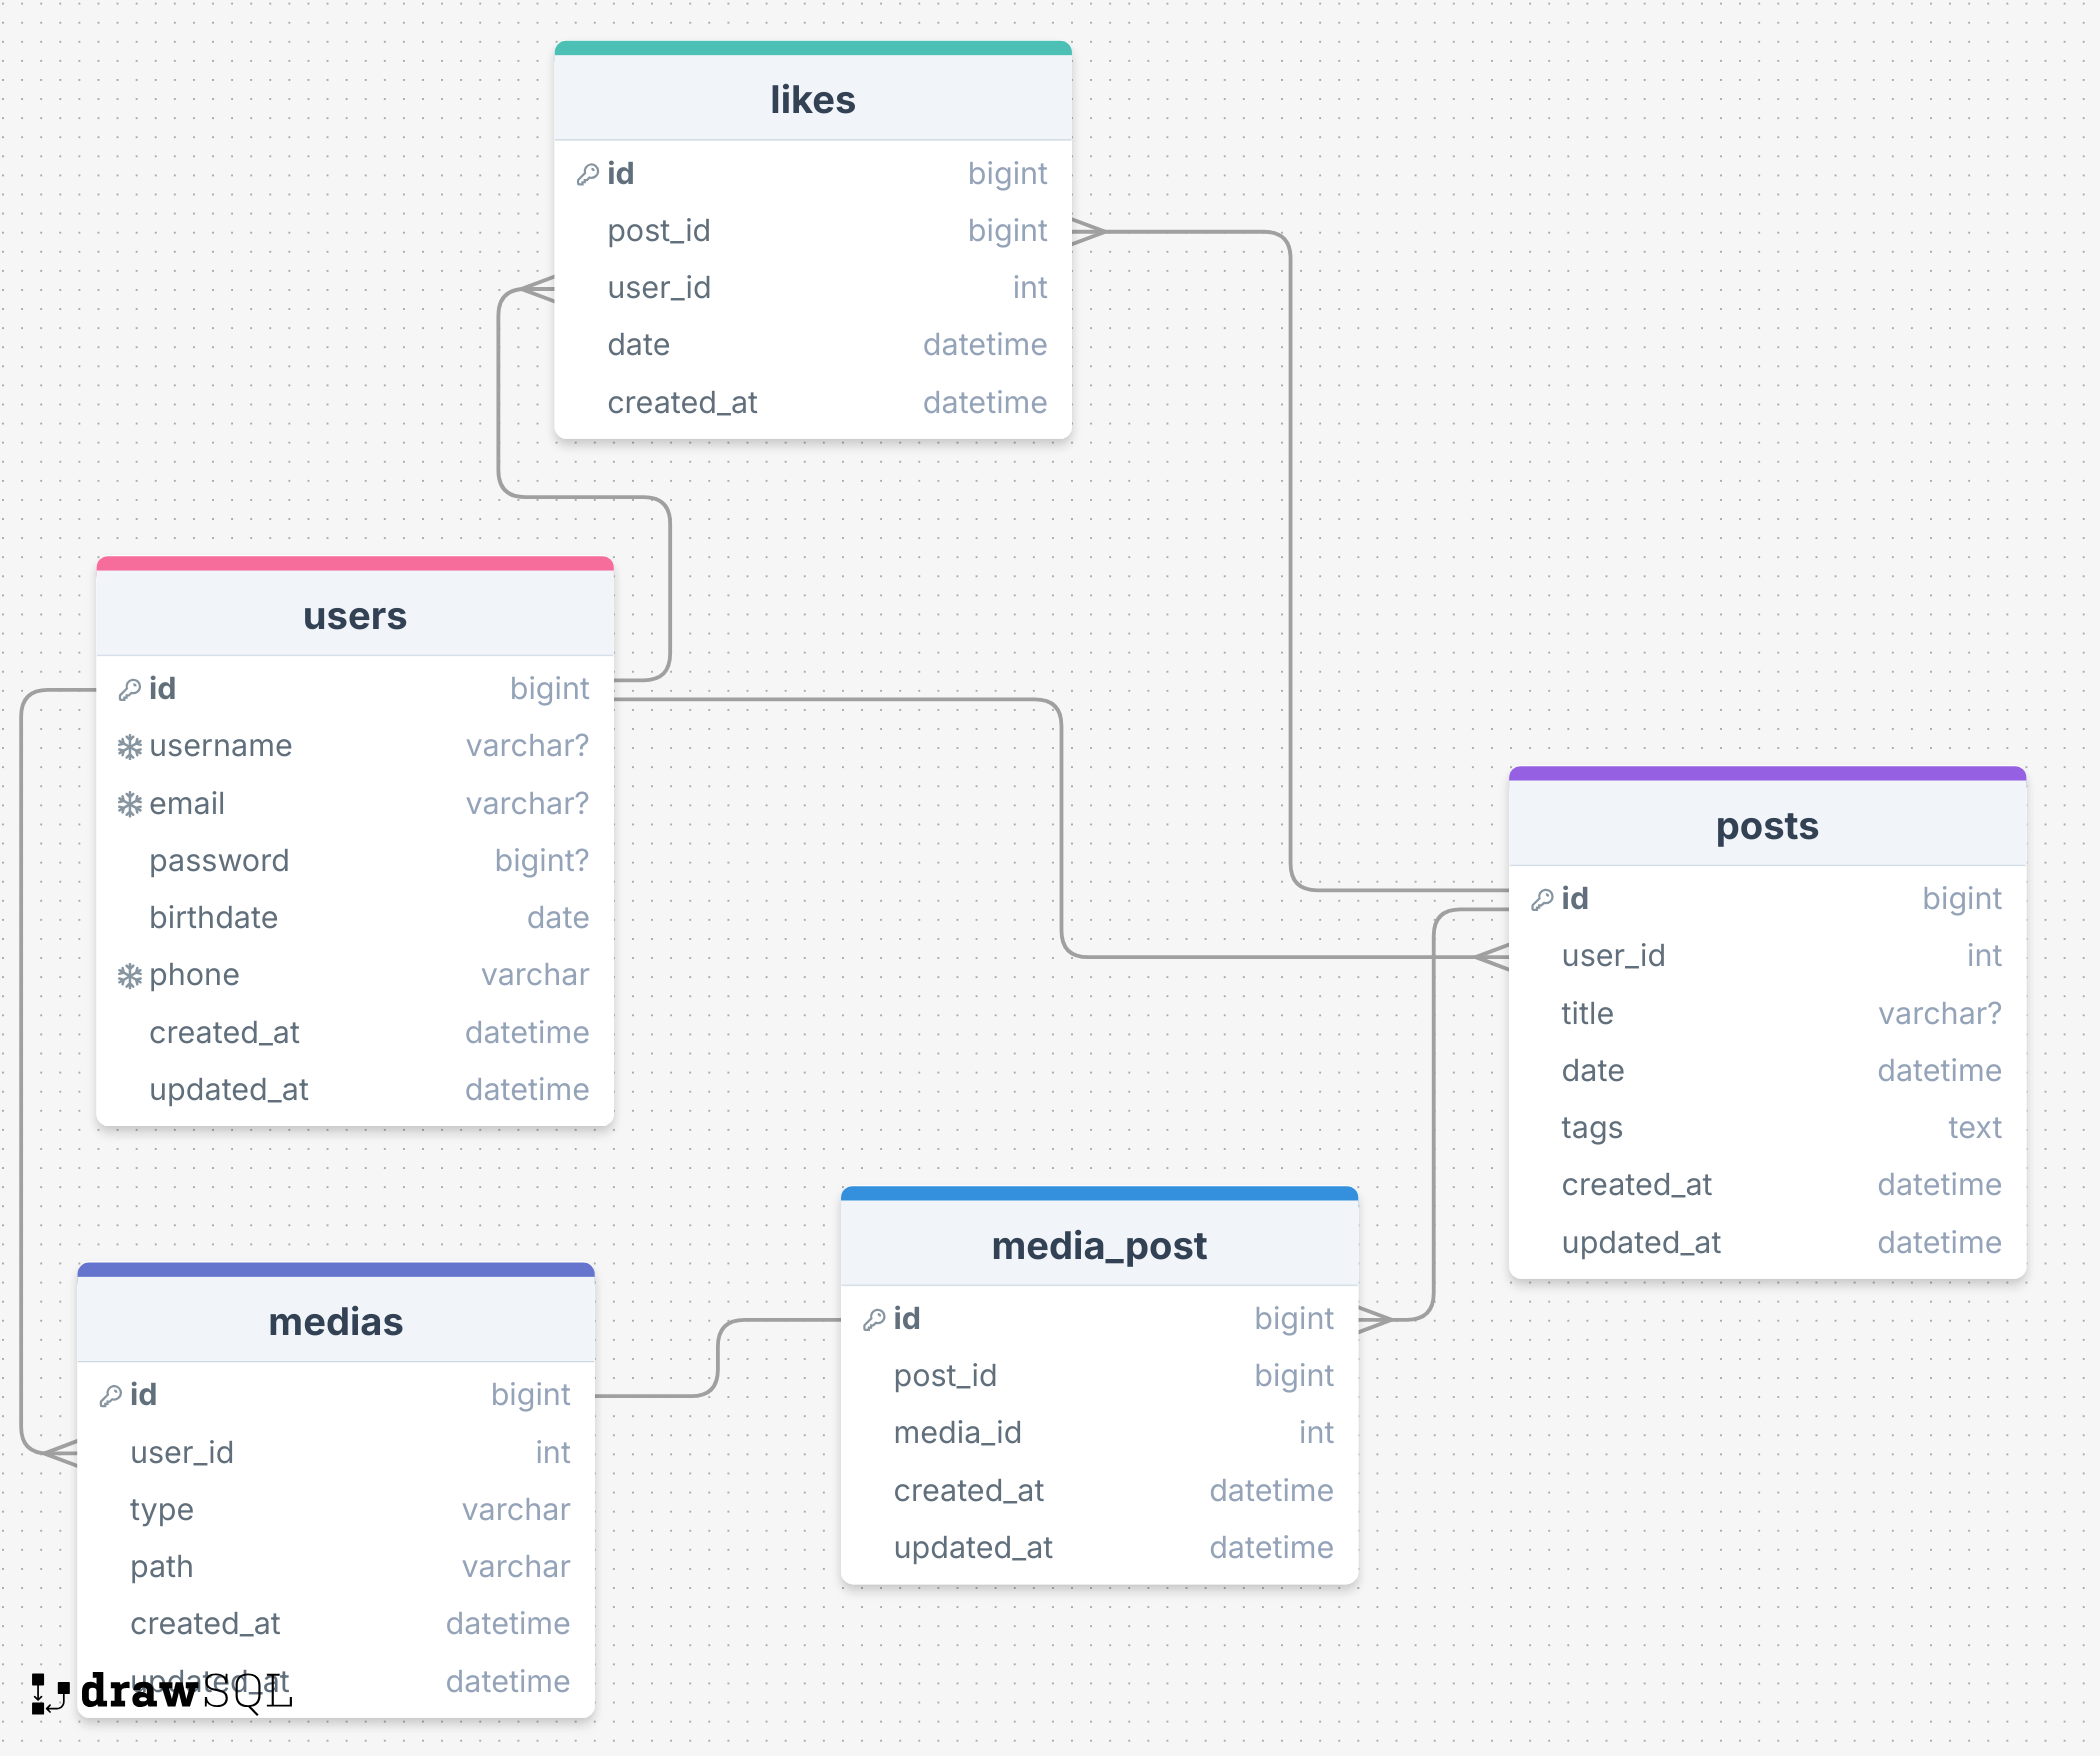 likes
id bigint
post_id bigint
user_id int
date datetime
created_at datetime
users
id bigint
username varchar?
email varchar?
password bigint?
birthdate date
phone varchar
created_at datetime
updated_at datetime
posts
id bigint
user_id int
title varchar?
date datetime
tags text
created_at datetime
updated_at datetime
media_post
id bigint
post_id bigint
media_id int
created_at datetime
updated_at datetime
medias
id bigint
user_id int
type varchar
path varchar
created_at datetime
updated_at datetime
drawSQL